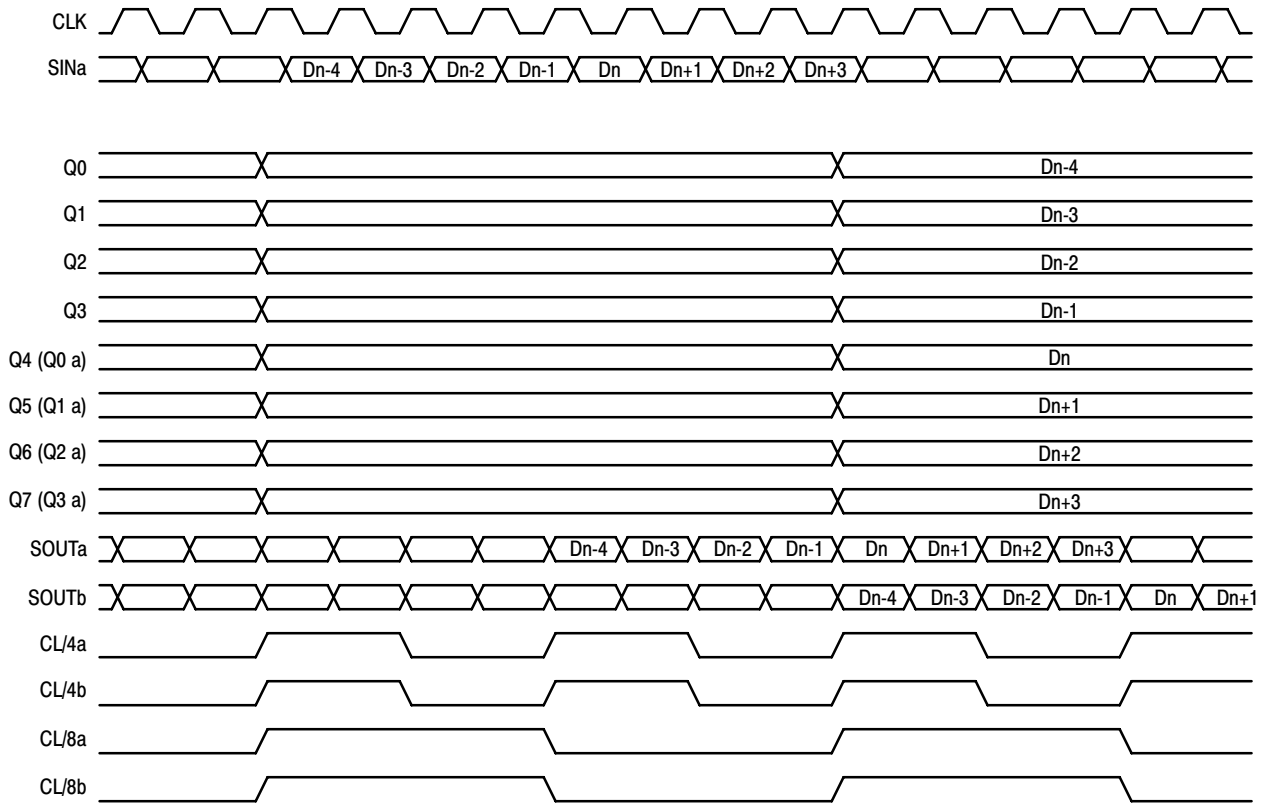 CLK
SINa Dn-4 Dn-3 Dn-2 Dn-1 Dn Dn+1 Dn+2 Dn+3
Q0 Dn-4
Q1 Dn-3
Q2 Dn-2
Q3 Dn-1
Q4 (Q0 a) Dn
Q5 (Q1 a) Dn+1
Q6 (Q2 a) Dn+2
Q7 (Q3 a) Dn+3
SOUTa Dn-4 Dn-3 Dn-2 Dn-1 Dn Dn+1 Dn+2 Dn+3
SOUTb Dn-4 Dn-3 Dn-2 Dn-1 Dn Dn+1
CL/4a
CL/4b
CL/8a
CL/8b